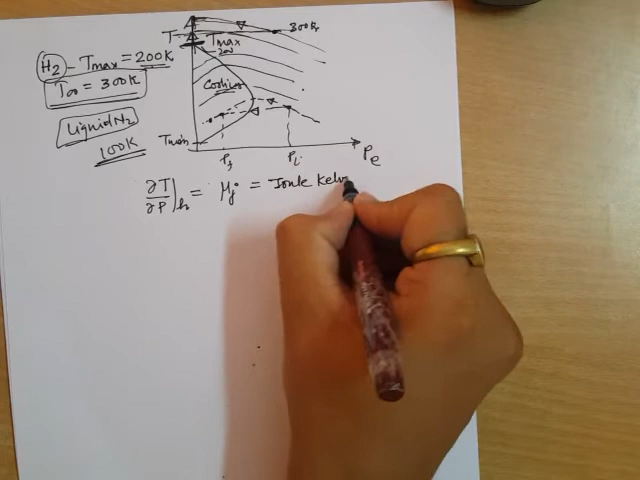 H2 - Tmax = 200K
T∞ = 300K
Liquid N2
100K
T
300K
Tmax
200
Cooling
Tmin
Pf
Pi
Pe
∂T/∂P|h = μj = Joule Kelv